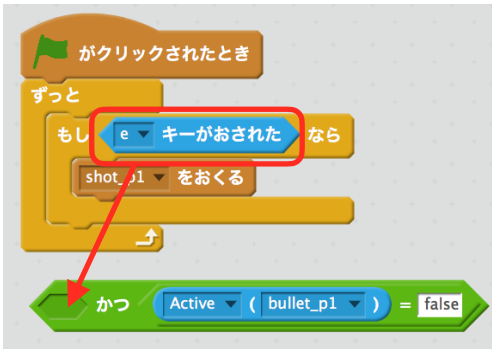 がクリックされたとき
ずっと
もし e キーがおされた なら
shot_p1 をおくる
かつ Active ( bullet_p1 ) = false